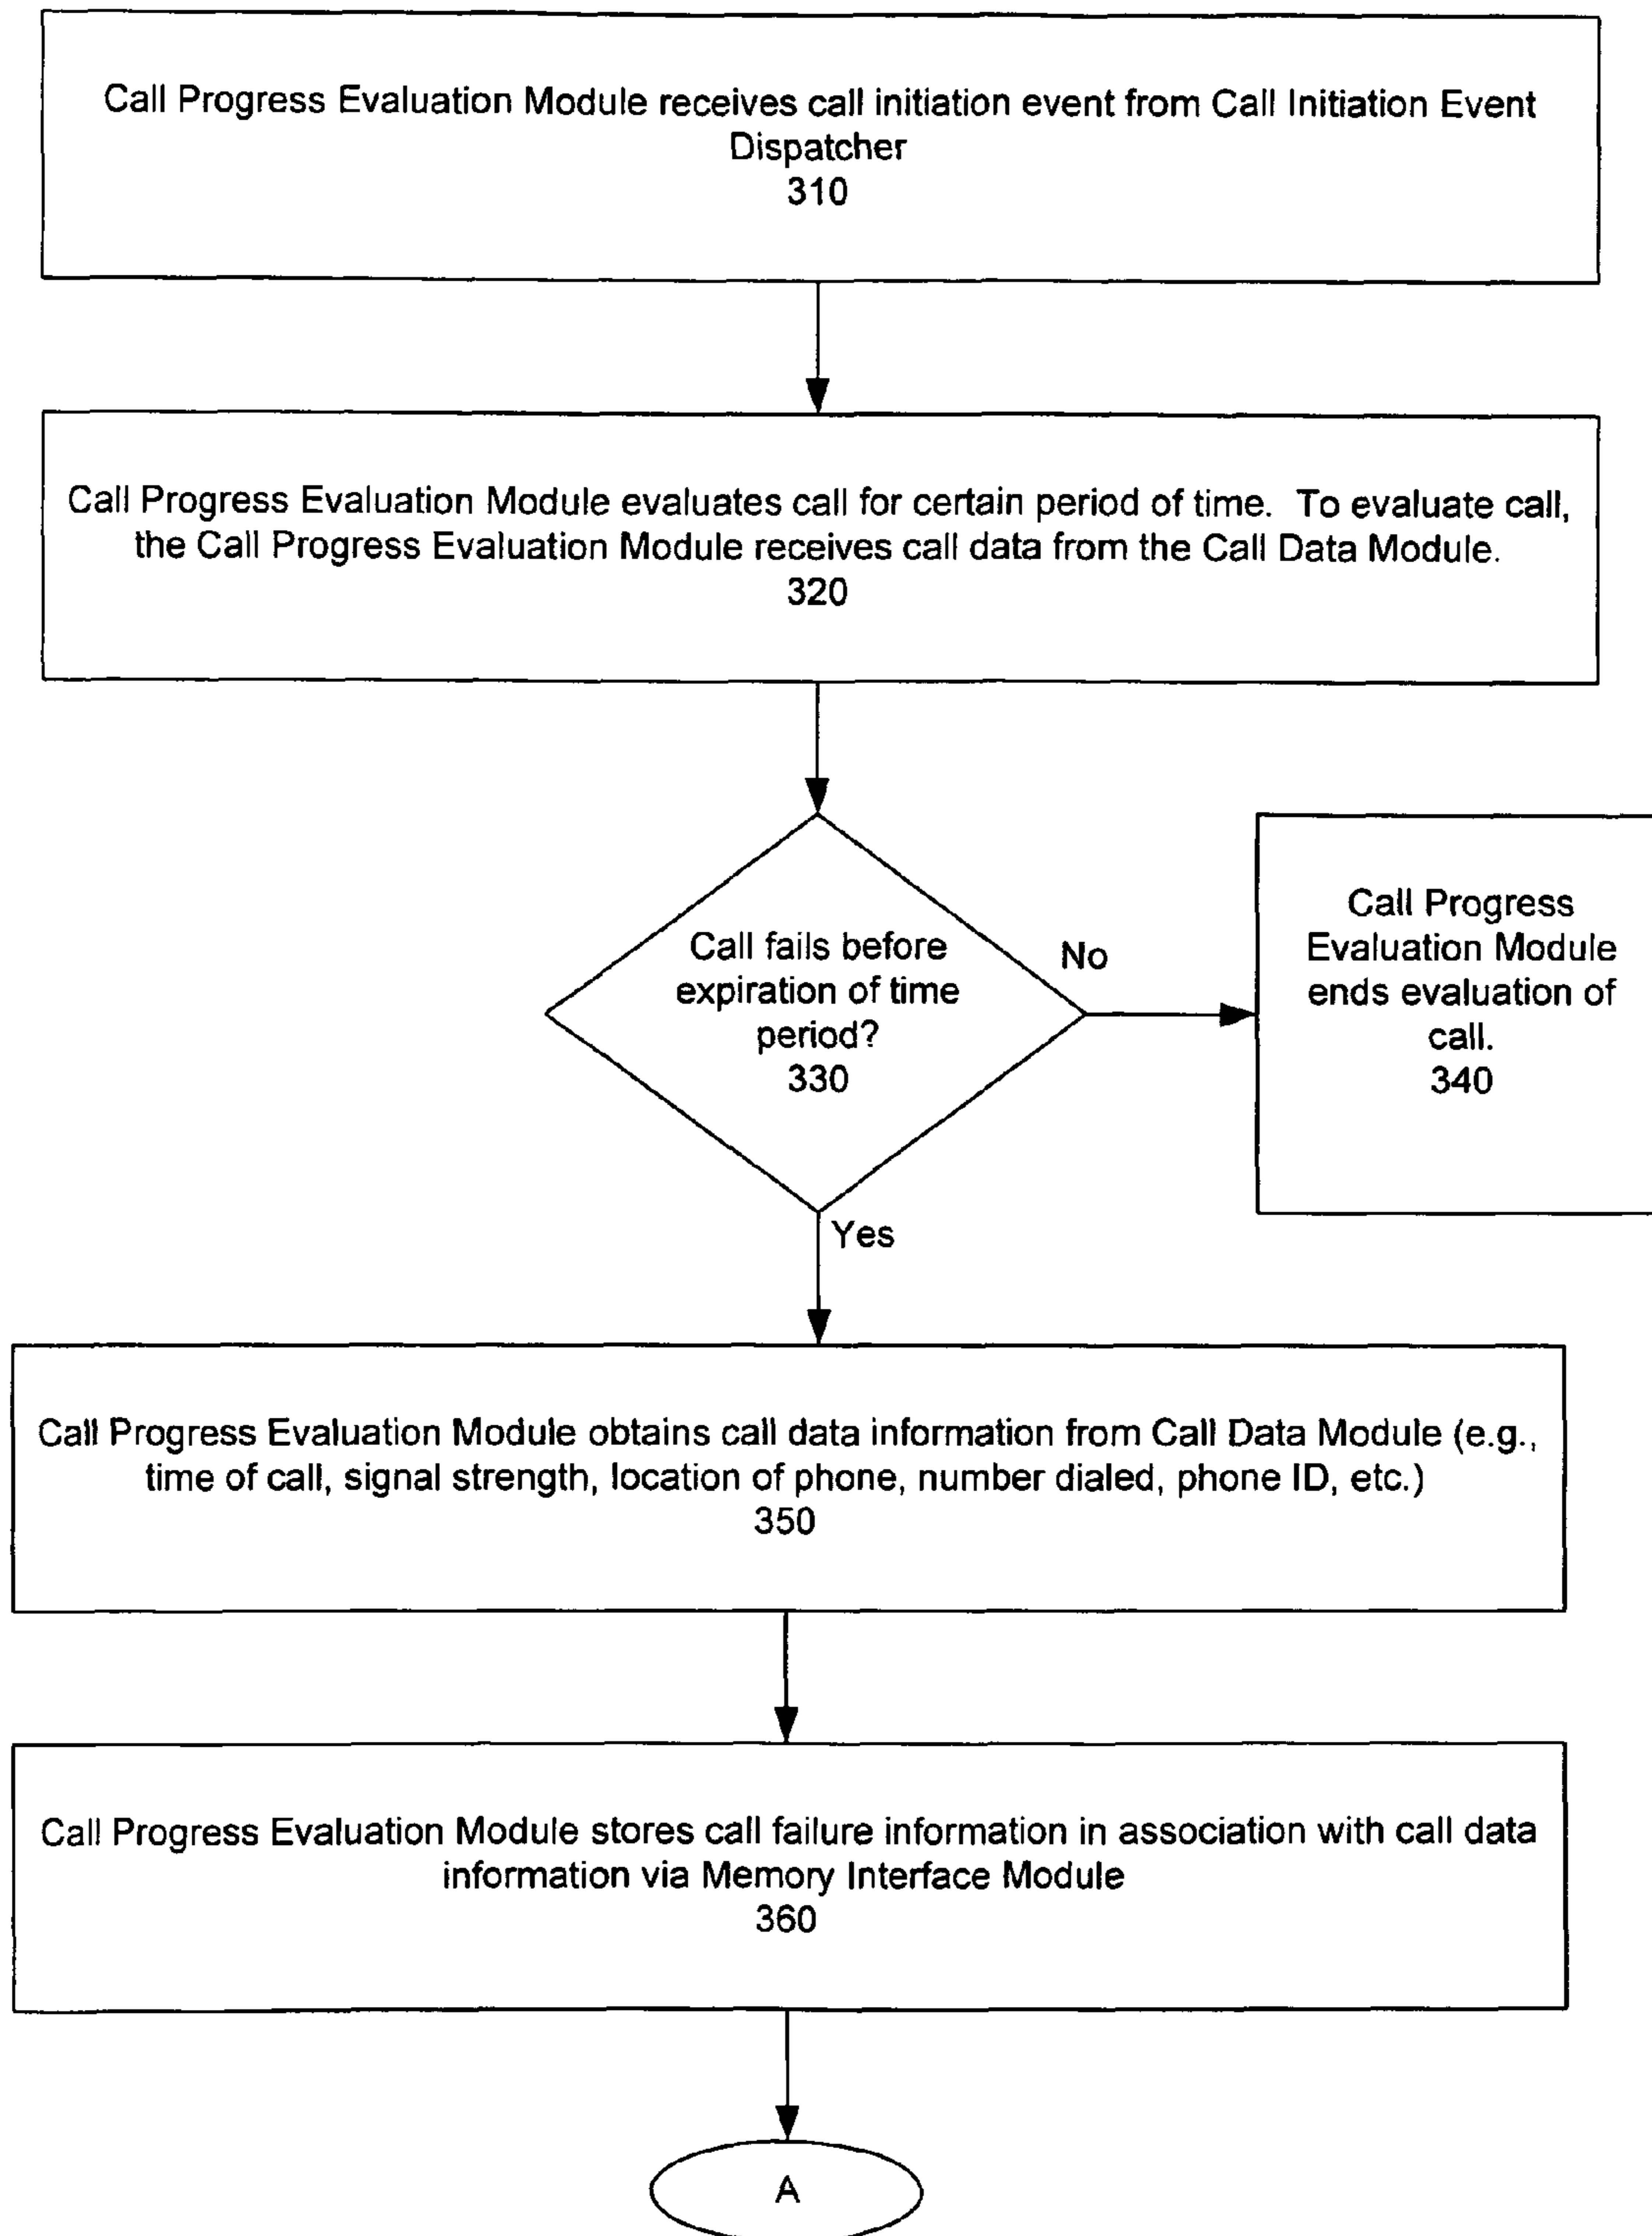 Call Progress Evaluation Module receives call initiation event from Call Initiation Event
Dispatcher
310
Call Progress Evaluation Module evaluates call for certain period of time.  To evaluate call,
the Call Progress Evaluation Module receives call data from the Call Data Module.
320
Call fails before
expiration of time
period?
330
No
Call Progress
Evaluation Module
ends evaluation of
call.
340
Yes
Call Progress Evaluation Module obtains call data information from Call Data Module (e.g.,
time of call, signal strength, location of phone, number dialed, phone ID, etc.)
350
Call Progress Evaluation Module stores call failure information in association with call data
information via Memory Interface Module
360
A